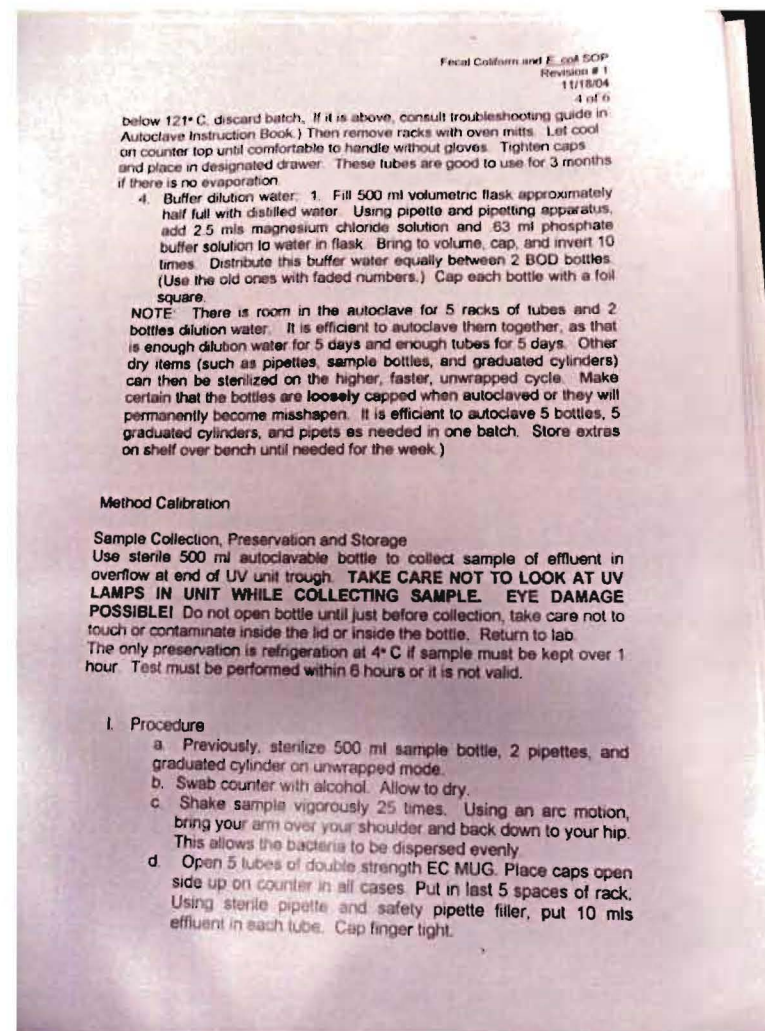 Fecal Coliform and E. coli SOP
Revision # 1
11/18/04
4 of 6
below 121° C, discard batch. If it is above, consult troubleshooting guide in
Autoclave Instruction Book.) Then remove racks with oven mitts. Let cool
on counter top until comfortable to handle without gloves. Tighten caps
and place in designated drawer. These tubes are good to use for 3 months
if there is no evaporation
4. Buffer dilution water: 1. Fill 500 ml volumetric flask approximately
half full with distilled water. Using pipette and pipetting apparatus,
add 2.5 mls magnesium chloride solution and .63 ml phosphate
buffer solution to water in flask. Bring to volume, cap, and invert 10
times. Distribute this buffer water equally between 2 BOD bottles.
(Use the old ones with faded numbers.) Cap each bottle with a foil
square.
NOTE: There is room in the autoclave for 5 racks of tubes and 2
bottles dilution water. It is efficient to autoclave them together, as that
is enough dilution water for 5 days and enough tubes for 5 days. Other
dry items (such as pipettes, sample bottles, and graduated cylinders)
can then be sterilized on the higher, faster, unwrapped cycle. Make
certain that the bottles are loosely capped when autoclaved or they will
permanently become misshapen. It is efficient to autoclave 5 bottles, 5
graduated cylinders, and pipets as needed in one batch. Store extras
on shelf over bench until needed for the week.)
Method Calibration
Sample Collection, Preservation and Storage
Use sterile 500 ml autoclavable bottle to collect sample of effluent in
overflow at end of UV unit trough. TAKE CARE NOT TO LOOK AT UV
LAMPS IN UNIT WHILE COLLECTING SAMPLE. EYE DAMAGE
POSSIBLE! Do not open bottle until just before collection, take care not to
touch or contaminate inside the lid or inside the bottle. Return to lab.
The only preservation is refrigeration at 4° C if sample must be kept over 1
hour. Test must be performed within 6 hours or it is not valid.
I. Procedure
a. Previously, sterilize 500 ml sample bottle, 2 pipettes, and
graduated cylinder on unwrapped mode.
b. Swab counter with alcohol. Allow to dry.
c. Shake sample vigorously 25 times. Using an arc motion,
bring your arm over your shoulder and back down to your hip.
This allows the bacteria to be dispersed evenly
d. Open 5 tubes of double strength EC MUG. Place caps open
side up on counter in all cases. Put in last 5 spaces of rack.
Using sterile pipette and safety pipette filler, put 10 mls
effluent in each tube. Cap finger tight.